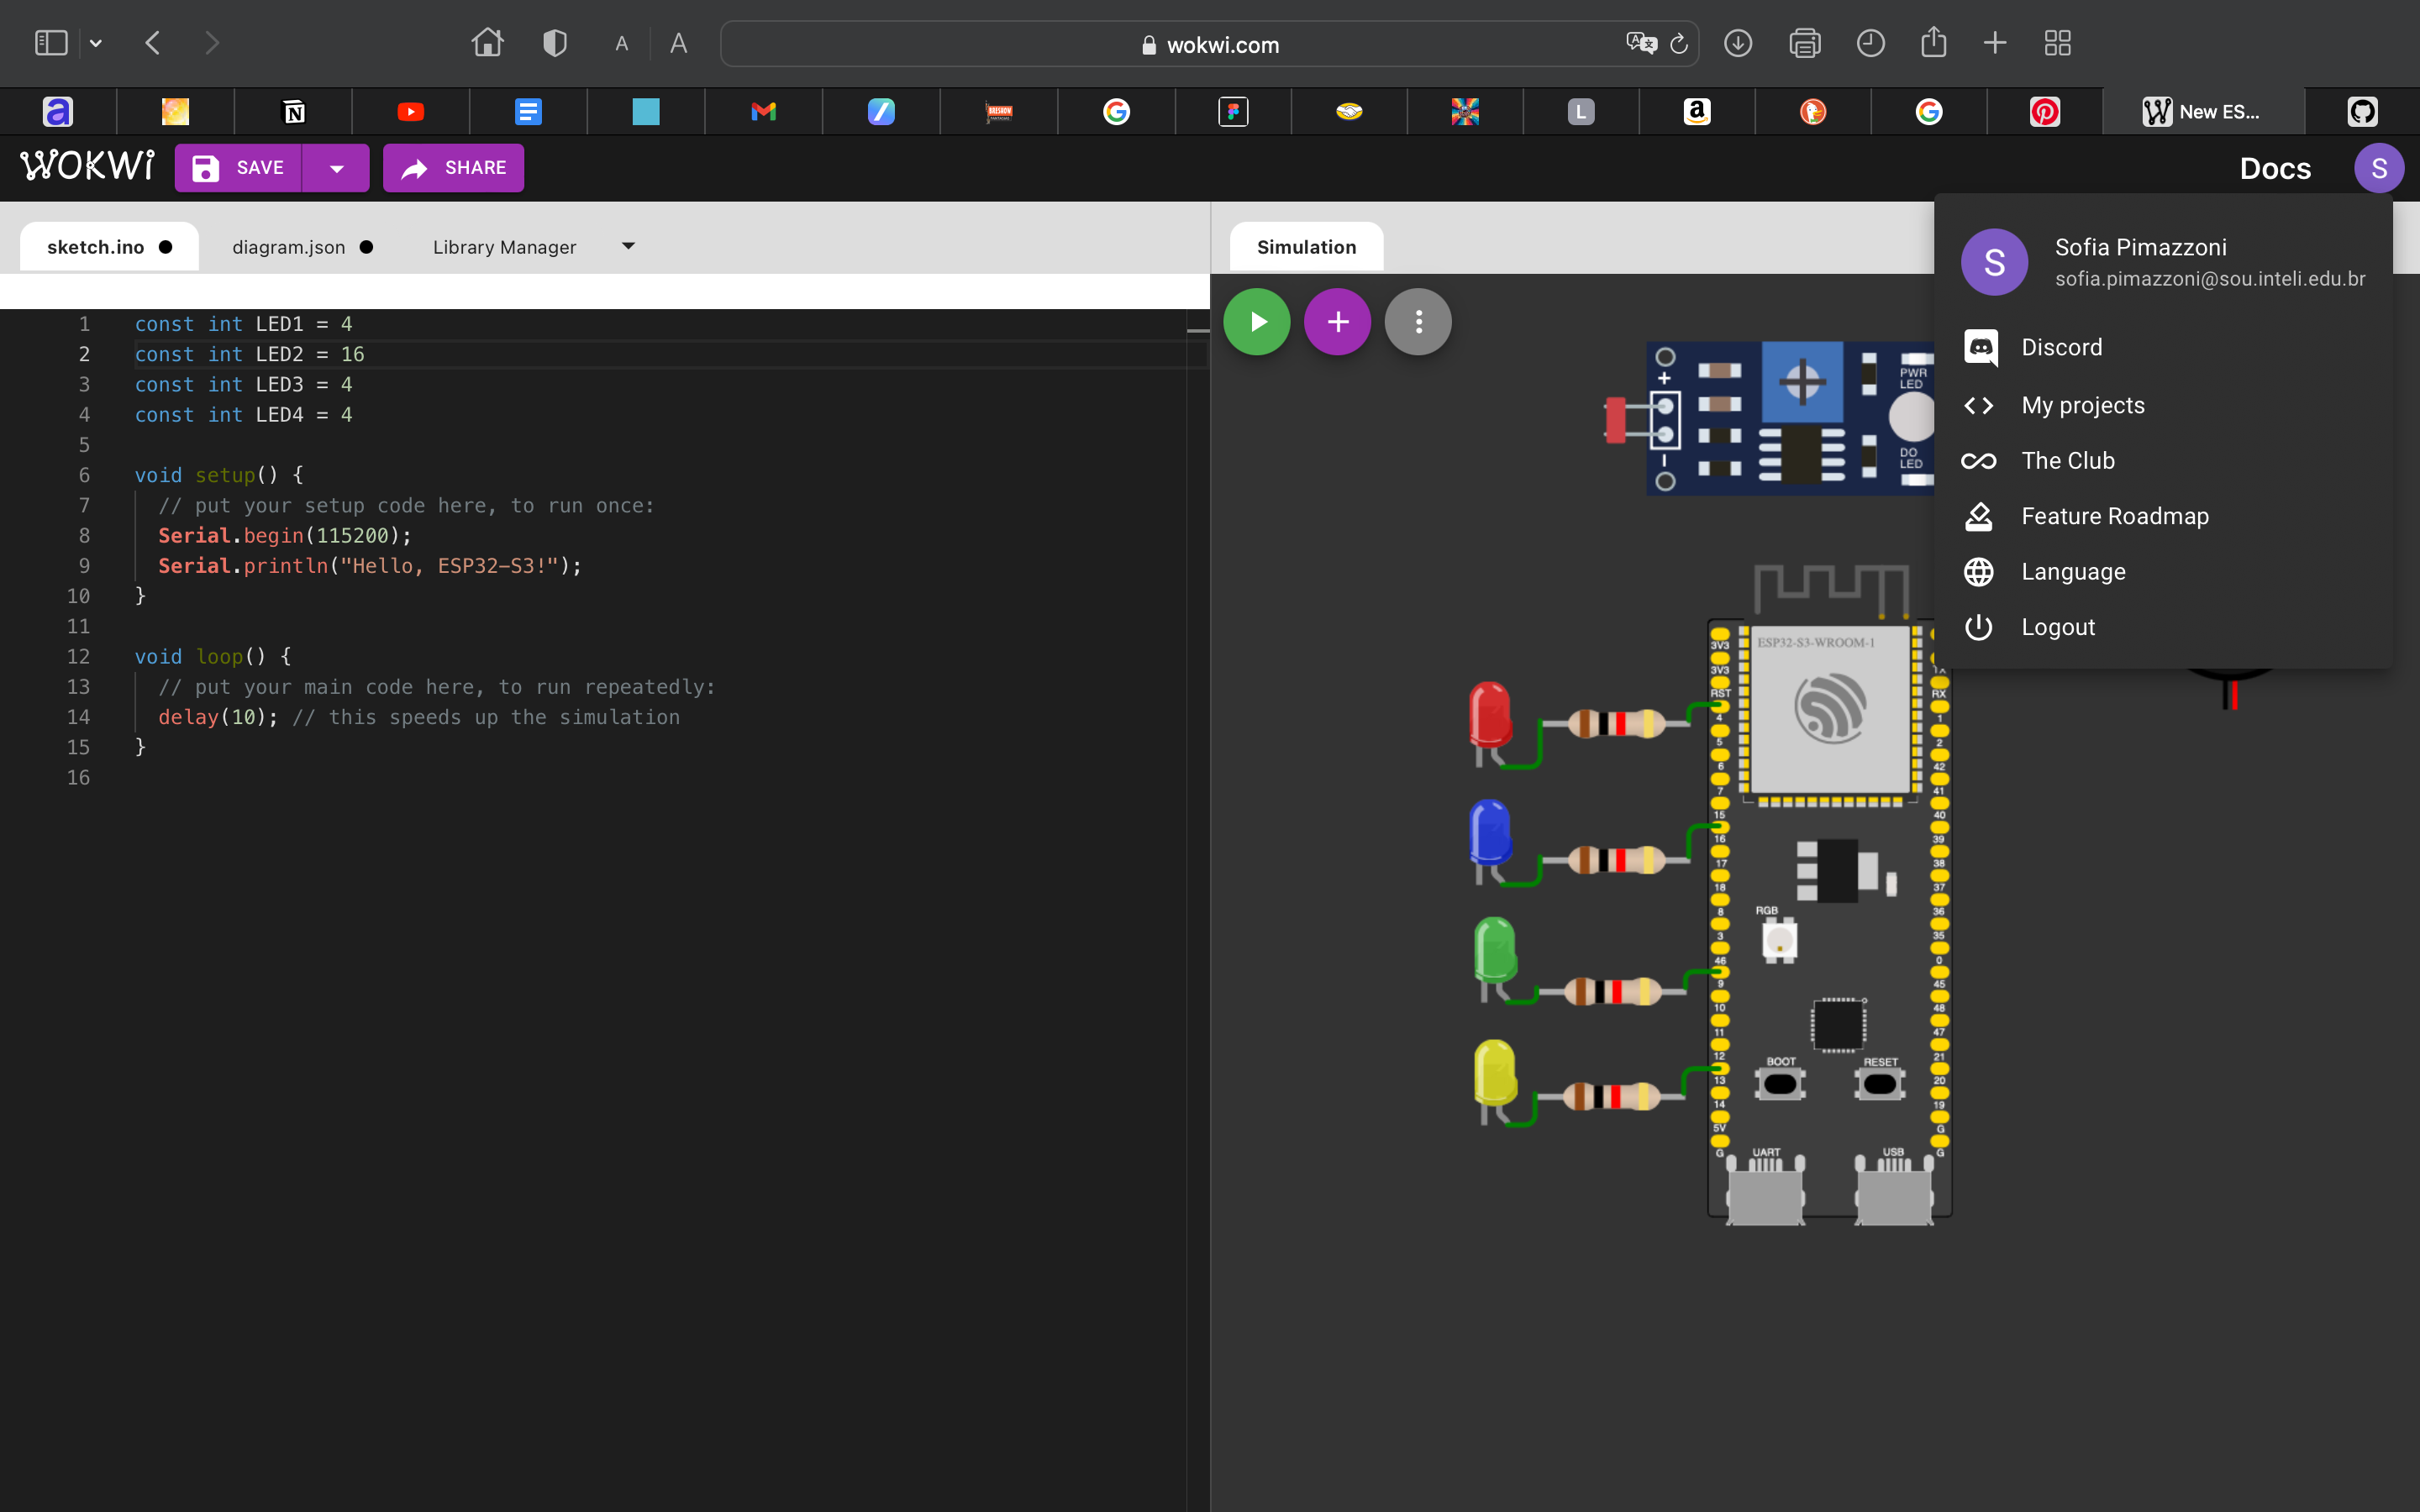 wokwi.com
New ES...
WOKWi
SAVE
SHARE
Docs
S
sketch.ino
diagram.json
Library Manager
Simulation
S
Sofia Pimazzoni
sofia.pimazzoni@sou.inteli.edu.br
Discord
My projects
The Club
Feature Roadmap
Language
Logout
1 const int LED1 = 4
2 const int LED2 = 16
3 const int LED3 = 4
4 const int LED4 = 4
5
6 void setup() {
7 // put your setup code here, to run once:
8 Serial.begin(115200);
9 Serial.println("Hello, ESP32-S3!");
10 }
11
12 void loop() {
13 // put your main code here, to run repeatedly:
14 delay(10); // this speeds up the simulation
15 }
16
PWR
LED
DO
LED
ESP32-S3-WROOM-1
3V3
3V3
RST
4
5
6
7
15
16
17
18
8
3
46
9
10
11
12
13
14
5V
G
TX
RX
1
2
42
41
40
39
38
37
36
35
0
45
48
47
21
20
19
G
G
RGB
BOOT
RESET
UART
USB